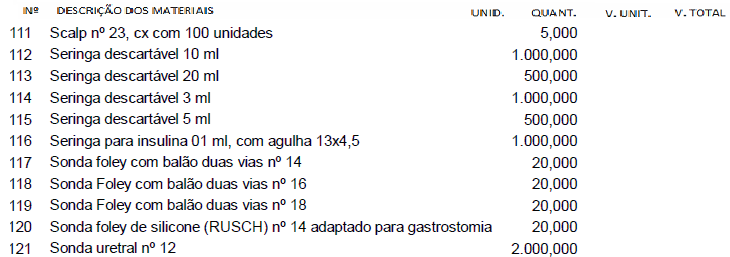 Nº DESCRIÇÃO DOS MATERIAIS UNID. QUANT. V. UNIT. V. TOTAL
111 Scalp nº 23, cx com 100 unidades 5,000
112 Seringa descartável 10 ml 1.000,000
113 Seringa descartável 20 ml 500,000
114 Seringa descartável 3 ml 1.000,000
115 Seringa descartável 5 ml 500,000
116 Seringa para insulina 01 ml, com agulha 13x4,5 1.000,000
117 Sonda foley com balão duas vias nº 14 20,000
118 Sonda Foley com balão duas vias nº 16 20,000
119 Sonda Foley com balão duas vias nº 18 20,000
120 Sonda foley de silicone (RUSCH) nº 14 adaptado para gastrostomia 20,000
121 Sonda uretral nº 12 2.000,000